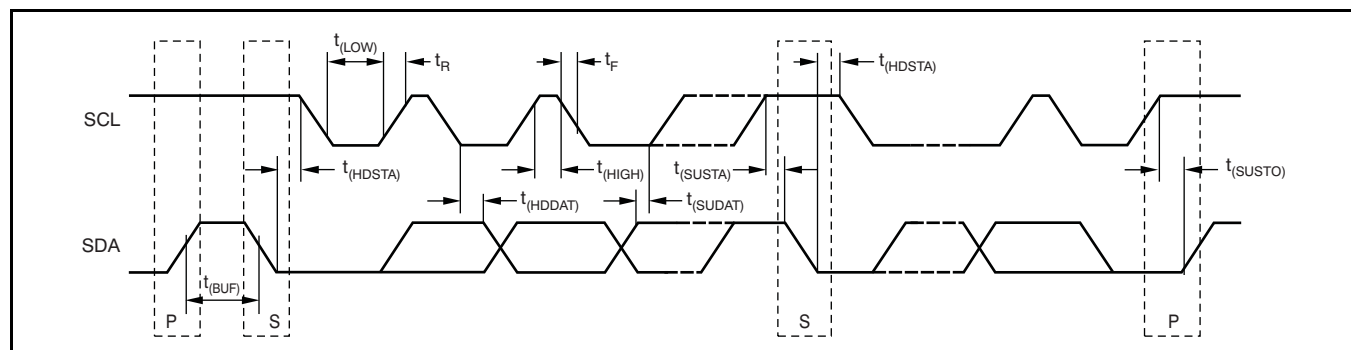 t(LOW)
tR
tF
t(HDSTA)
SCL
t(HDSTA)
t(HIGH)
t(SUSTA)
t(SUSTO)
t(HDDAT)
t(SUDAT)
SDA
t(BUF)
P
S
S
P